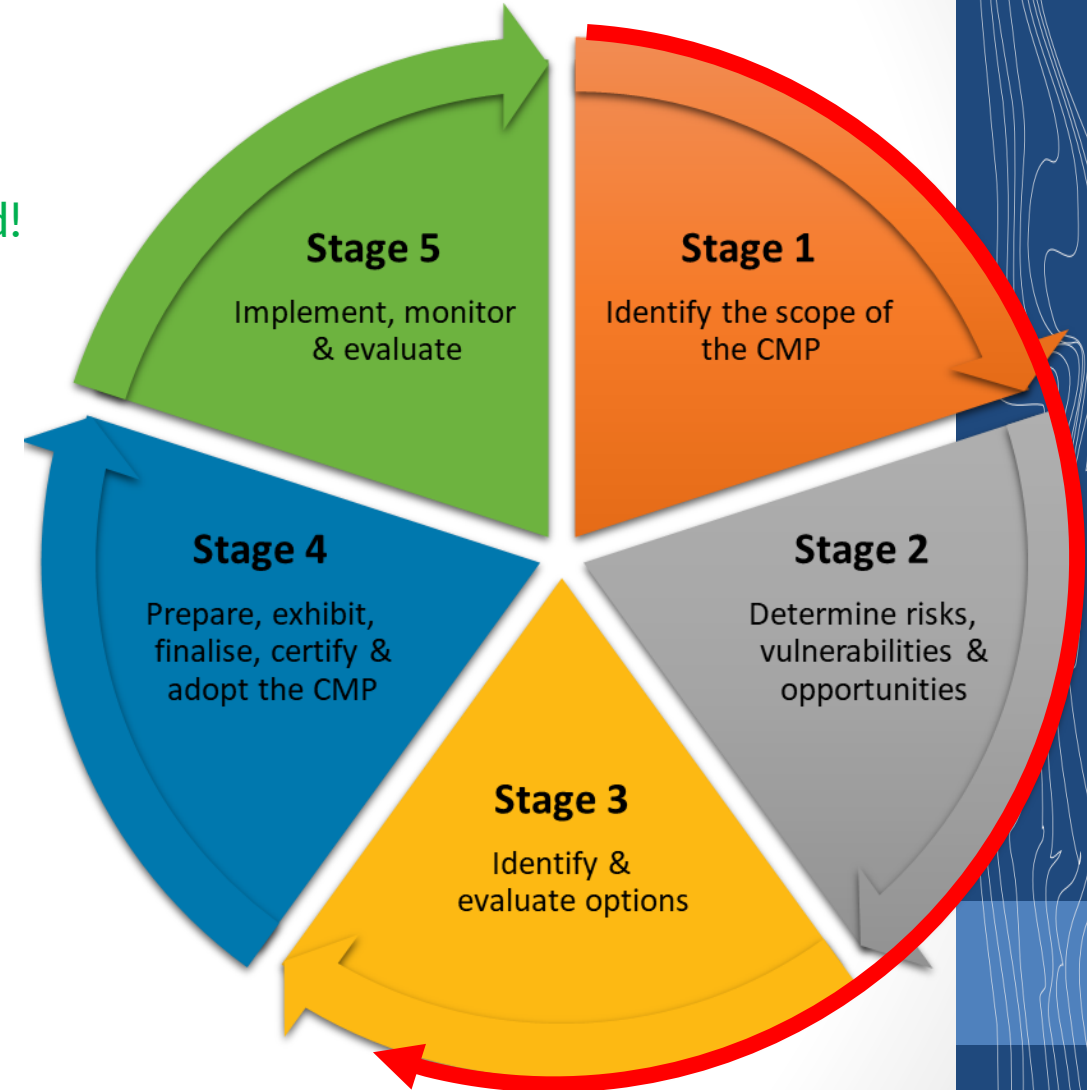 d!
Stage 5
Implement, monitor
& evaluate
Stage 1
Identify the scope of
the CMP
Stage 4
Prepare, exhibit,
finalise, certify &
adopt the CMP
Stage 2
Determine risks,
vulnerabilities &
opportunities
Stage 3
Identify &
evaluate options